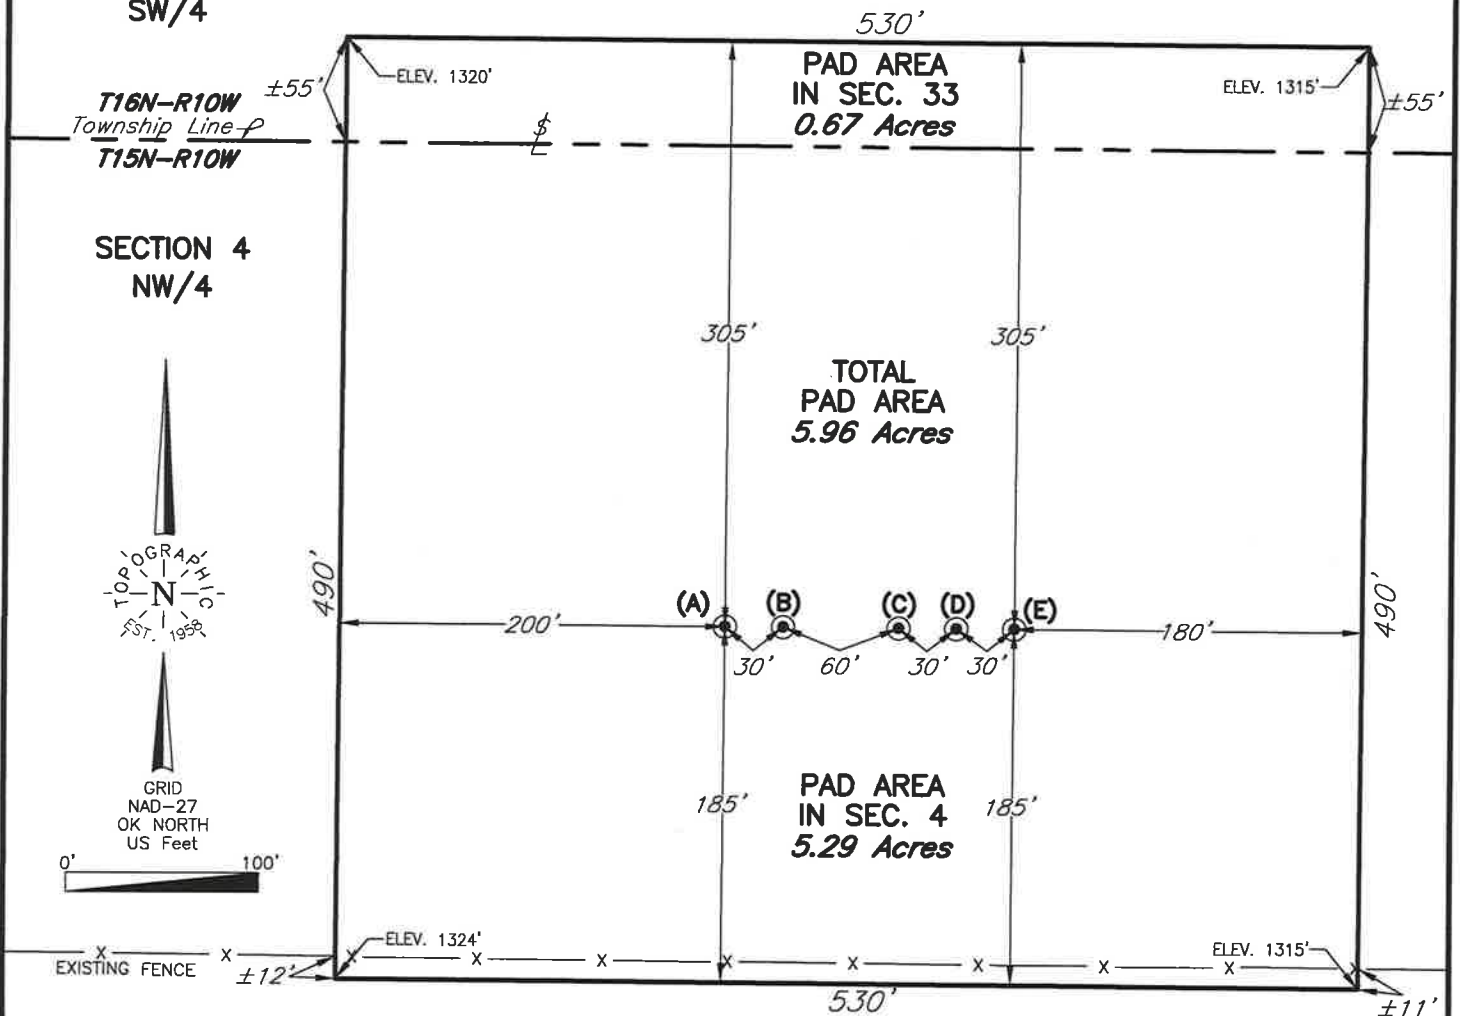 SW/4
530'
ELEV. 1320'
±55'
PAD AREA
IN SEC. 33
0.67 Acres
ELEV. 1315'
±55'
T16N-R10W
Township Line
T15N-R10W
SECTION 4
NW/4
305'
305'
TOTAL
PAD AREA
5.96 Acres
TOPOGRAPHIC
N
EST. 1958
490'
490'
(A)
(B)
(C)
(D)
(E)
200'
30'
60'
30'
30'
180'
GRID
NAD-27
OK NORTH
US Feet
0'
100'
185'
PAD AREA
IN SEC. 4
5.29 Acres
185'
ELEV. 1324'
ELEV. 1315'
X X X X X X X X X X X
EXISTING FENCE
±12'
530'
±11'